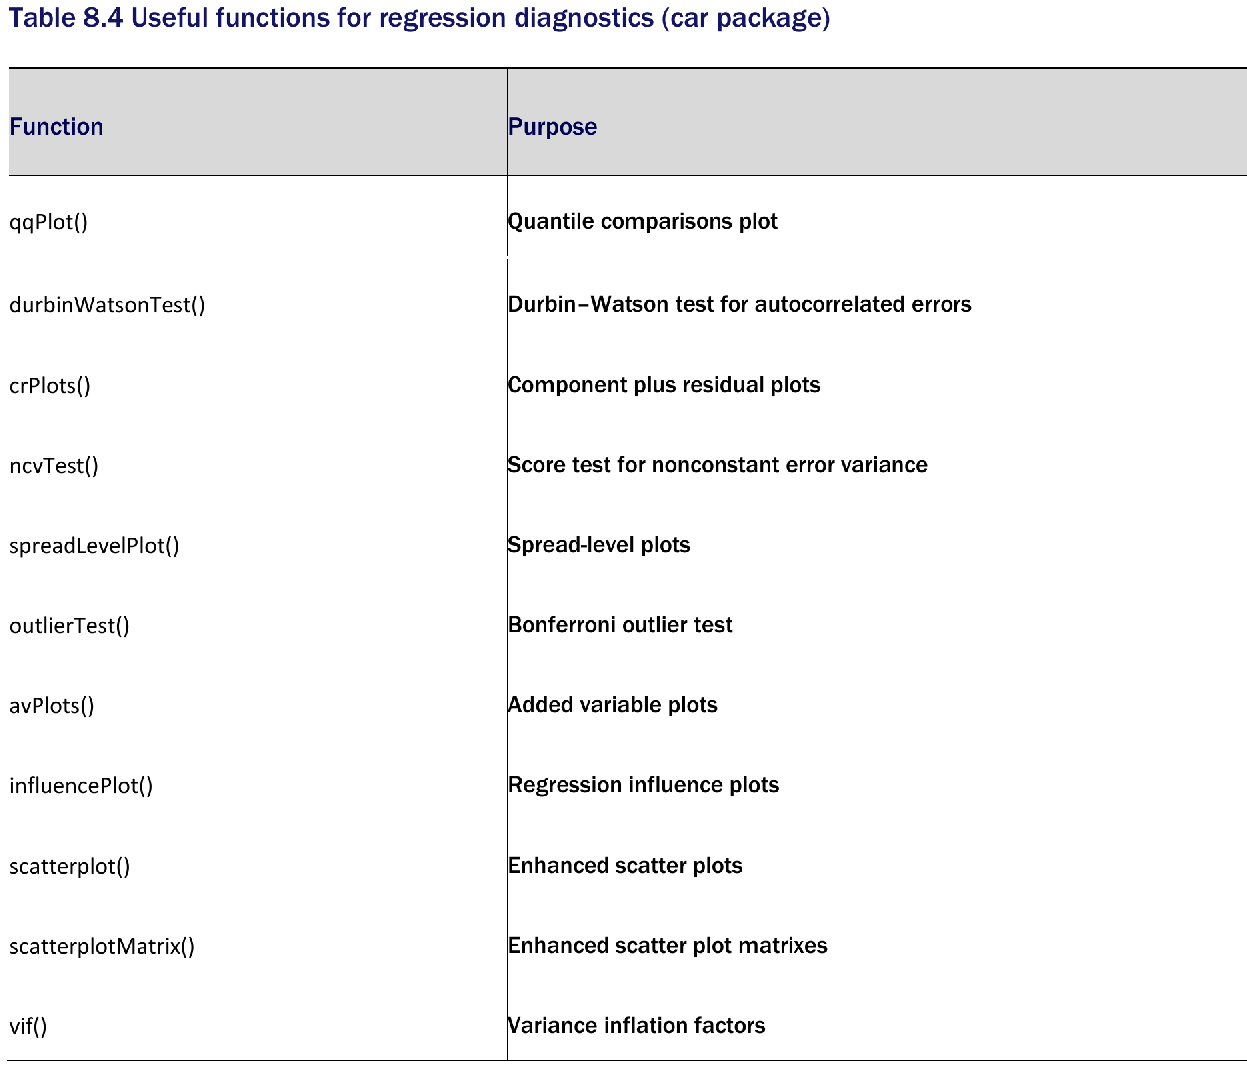 Table 8.4 Useful functions for regression diagnostics (car package)
Function Purpose
qqPlot() Quantile comparisons plot
durbinWatsonTest() Durbin–Watson test for autocorrelated errors
crPlots() Component plus residual plots
ncvTest() Score test for nonconstant error variance
spreadLevelPlot() Spread-level plots
outlierTest() Bonferroni outlier test
avPlots() Added variable plots
influencePlot() Regression influence plots
scatterplot() Enhanced scatter plots
scatterplotMatrix() Enhanced scatter plot matrixes
vif() Variance inflation factors